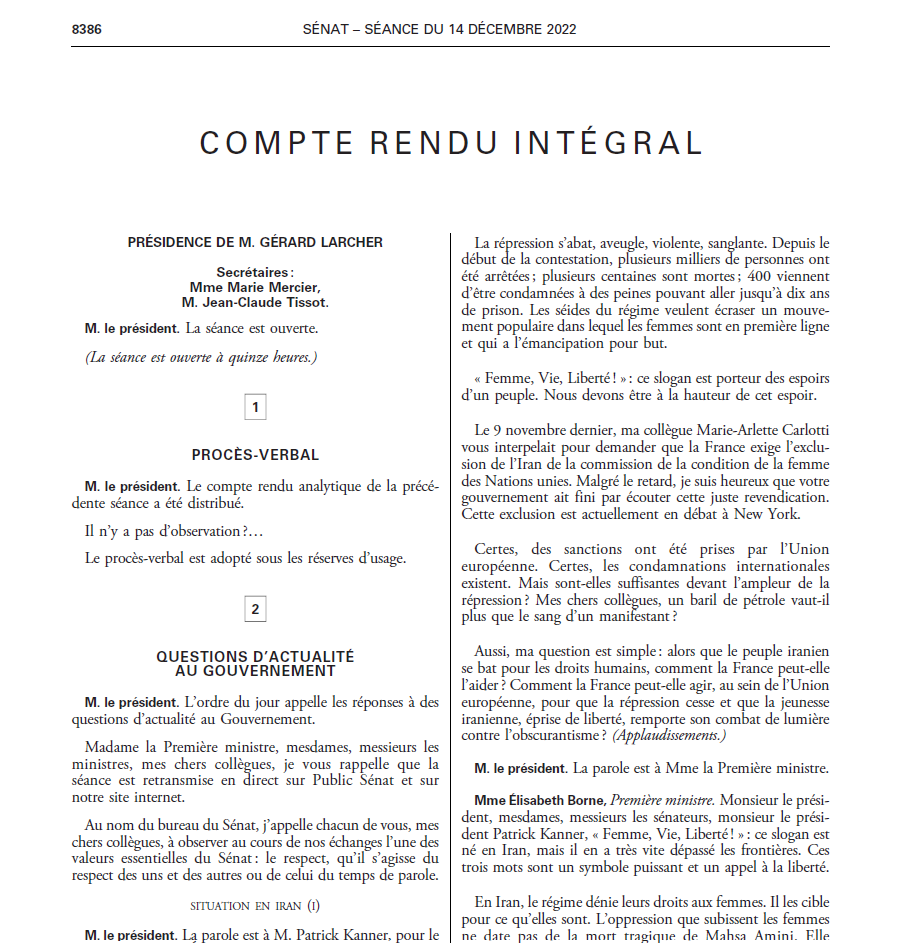 8386
SÉNAT – SÉANCE DU 14 DÉCEMBRE 2022
COMPTE RENDU INTÉGRAL
PRÉSIDENCE DE M. GÉRARD LARCHER
Secrétaires :
Mme Marie Mercier,
M. Jean-Claude Tissot.
M. le président. La séance est ouverte.
(La séance est ouverte à quinze heures.)
1
PROCÈS-VERBAL
M. le président. Le compte rendu analytique de la précé-
dente séance a été distribué.
Il n’y a pas d’observation ?…
Le procès-verbal est adopté sous les réserves d’usage.
2
QUESTIONS D’ACTUALITÉ
AU GOUVERNEMENT
M. le président. L’ordre du jour appelle les réponses à des
questions d’actualité au Gouvernement.
Madame la Première ministre, mesdames, messieurs les
ministres, mes chers collègues, je vous rappelle que la
séance est retransmise en direct sur Public Sénat et sur
notre site internet.
Au nom du bureau du Sénat, j’appelle chacun de vous, mes
chers collègues, à observer au cours de nos échanges l’une des
valeurs essentielles du Sénat : le respect, qu’il s’agisse du
respect des uns et des autres ou de celui du temps de parole.
SITUATION EN IRAN (I)
M. le président. La parole est à M. Patrick Kanner, pour le
La répression s’abat, aveugle, violente, sanglante. Depuis le
début de la contestation, plusieurs milliers de personnes ont
été arrêtées ; plusieurs centaines sont mortes ; 400 viennent
d’être condamnées à des peines pouvant aller jusqu’à dix ans
de prison. Les séides du régime veulent écraser un mouve-
ment populaire dans lequel les femmes sont en première ligne
et qui a l’émancipation pour but.
« Femme, Vie, Liberté ! » : ce slogan est porteur des espoirs
d’un peuple. Nous devons être à la hauteur de cet espoir.
Le 9 novembre dernier, ma collègue Marie-Arlette Carlotti
vous interpelait pour demander que la France exige l’exclu-
sion de l’Iran de la commission de la condition de la femme
des Nations unies. Malgré le retard, je suis heureux que votre
gouvernement ait fini par écouter cette juste revendication.
Cette exclusion est actuellement en débat à New York.
Certes, des sanctions ont été prises par l’Union
européenne. Certes, les condamnations internationales
existent. Mais sont-elles suffisantes devant l’ampleur de la
répression ? Mes chers collègues, un baril de pétrole vaut-il
plus que le sang d’un manifestant ?
Aussi, ma question est simple : alors que le peuple iranien
se bat pour les droits humains, comment la France peut-elle
l’aider ? Comment la France peut-elle agir, au sein de l’Union
européenne, pour que la répression cesse et que la jeunesse
iranienne, éprise de liberté, remporte son combat de lumière
contre l’obscurantisme ? (Applaudissements.)
M. le président. La parole est à Mme la Première ministre.
Mme Élisabeth Borne, Première ministre. Monsieur le prési-
dent, mesdames, messieurs les sénateurs, monsieur le prési-
dent Patrick Kanner, « Femme, Vie, Liberté ! » : ce slogan est
né en Iran, mais il en a très vite dépassé les frontières. Ces
trois mots sont un symbole puissant et un appel à la liberté.
En Iran, le régime dénie leurs droits aux femmes. Il les cible
pour ce qu’elles sont. L’oppression que subissent les femmes
ne date pas de la mort tragique de Mahsa Amini. Elle